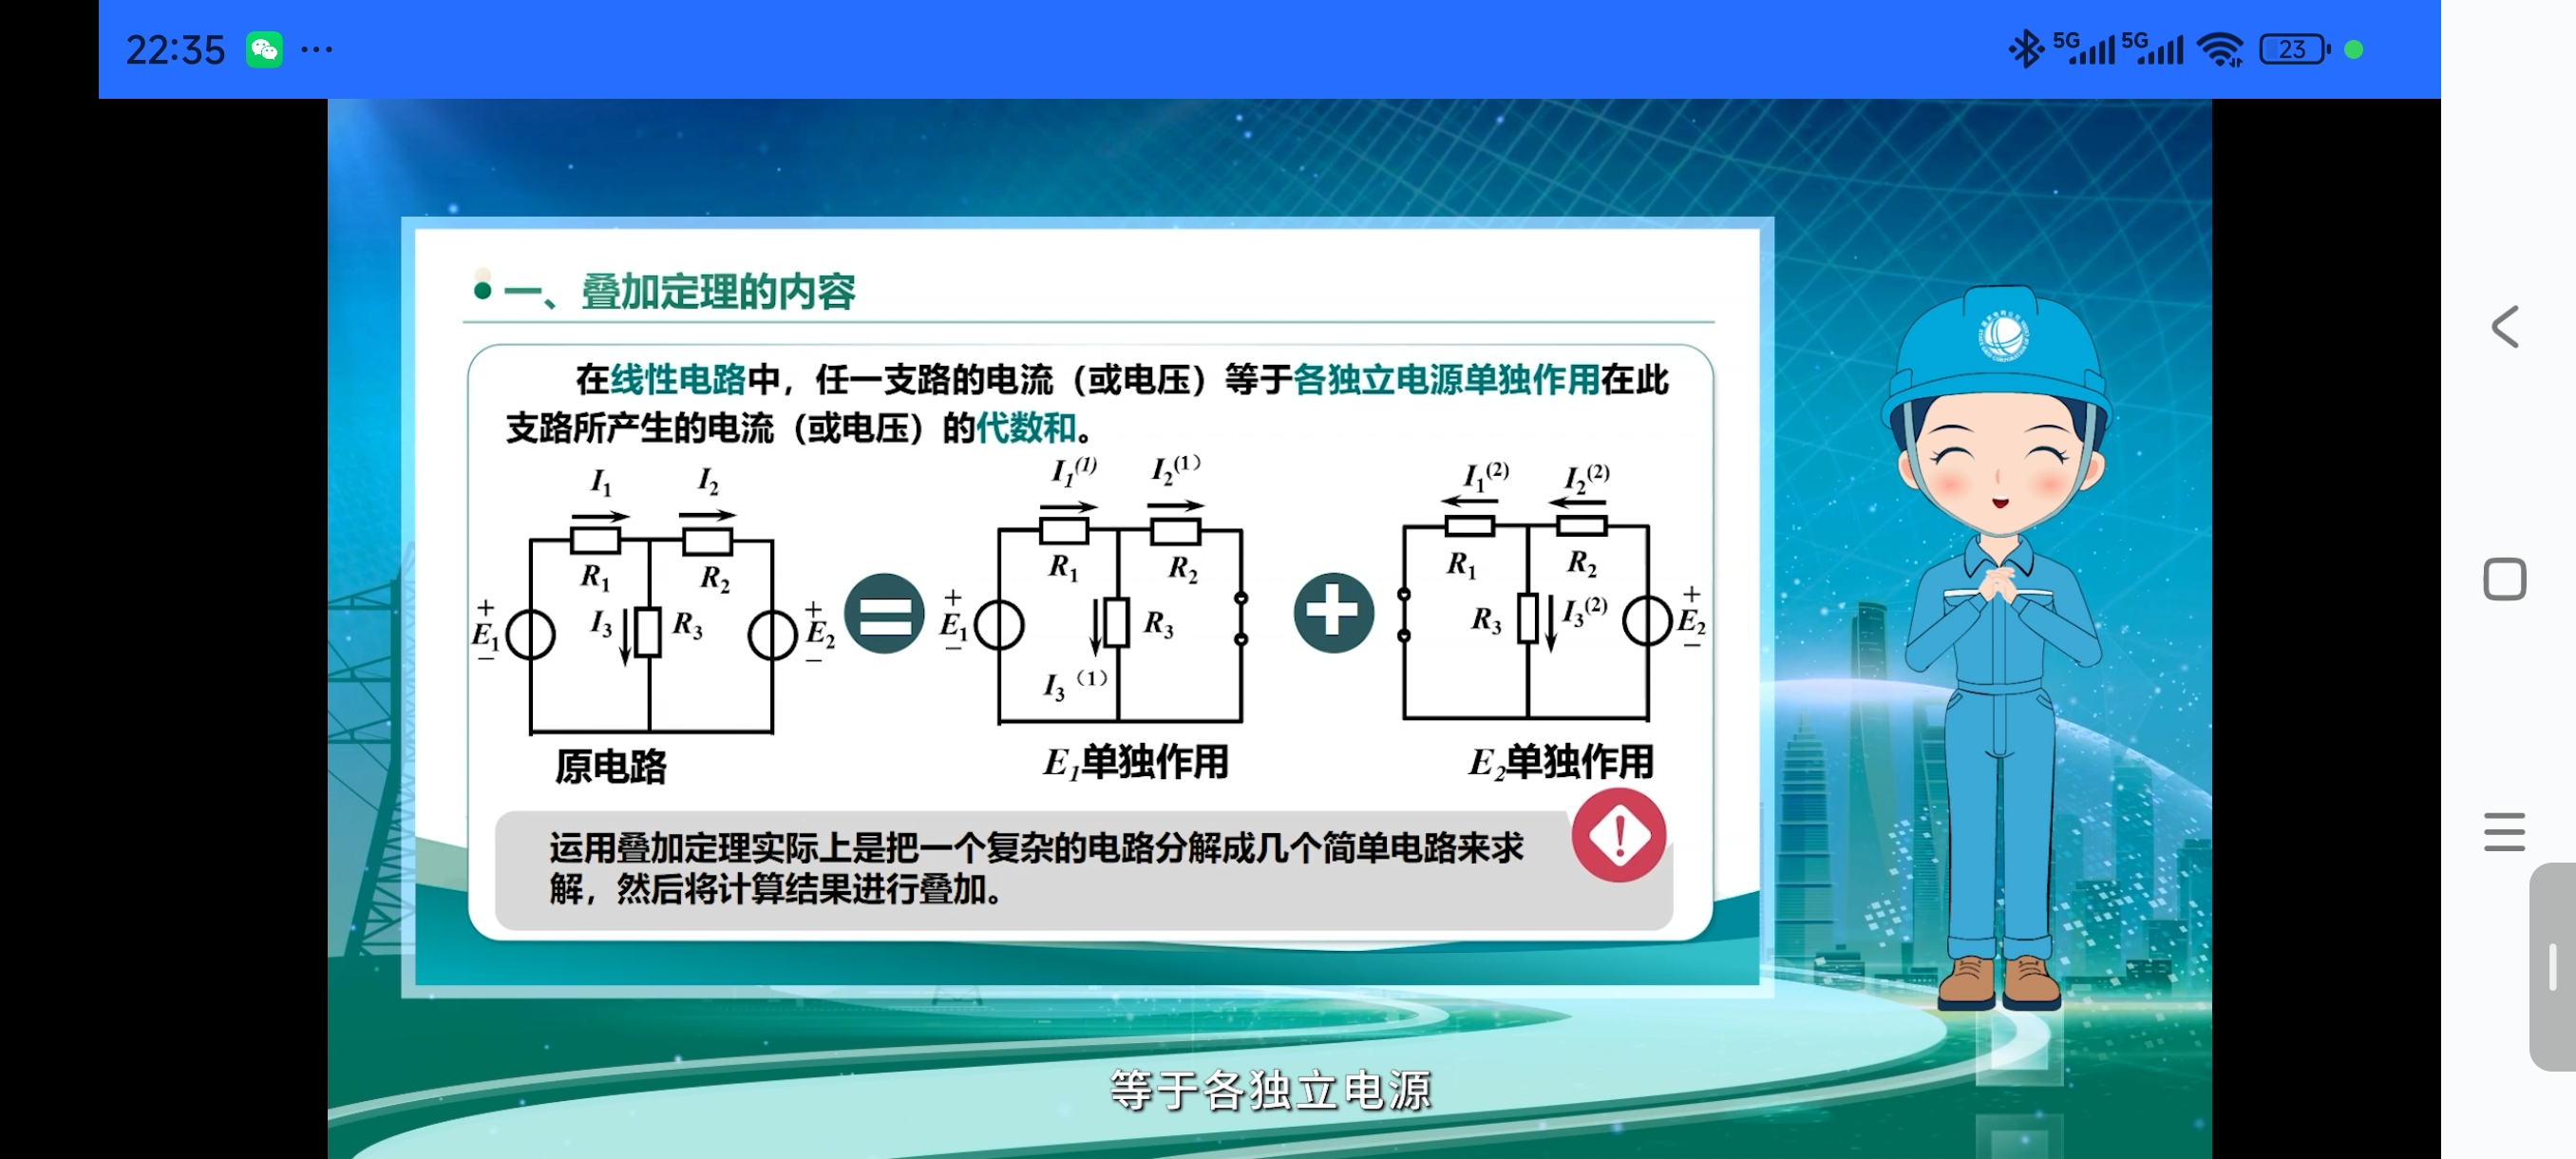 22:35
5G 5G 23
一、叠加定理的内容
在线性电路中，任一支路的电流（或电压）等于各独立电源单独作用在此
支路所产生的电流（或电压）的代数和。
I₁ I₂
R₁ R₂
I₃ R₃
+ E₁ − + E₂ −
原电路
=
I₁⁽¹⁾ I₂⁽¹⁾
R₁ R₂
+ E₁ − R₃
I₃⁽¹⁾
E₁单独作用
+
I₁⁽²⁾ I₂⁽²⁾
R₁ R₂
R₃ I₃⁽²⁾ + E₂ −
E₂单独作用
运用叠加定理实际上是把一个复杂的电路分解成几个简单电路来求
解，然后将计算结果进行叠加。
!
等于各独立电源